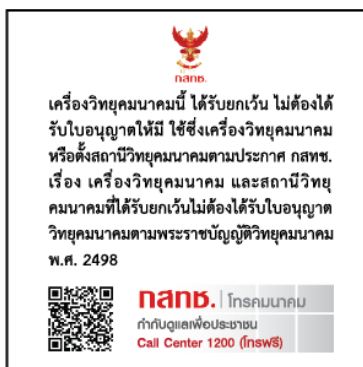 กสทช.
เครื่องวิทยุคมนาคมนี้ ได้รับยกเว้น ไม่ต้องได้
รับใบอนุญาตให้มี ใช้ซึ่งเครื่องวิทยุคมนาคม
หรือตั้งสถานีวิทยุคมนาคมตามประกาศ กสทช.
เรื่อง เครื่องวิทยุคมนาคม และสถานีวิทยุ
คมนาคมที่ได้รับยกเว้นไม่ต้องได้รับใบอนุญาต
วิทยุคมนาคมตามพระราชบัญญัติวิทยุคมนาคม
พ.ศ. 2498
กสทช. | โทรคมนาคม
กำกับดูแลเพื่อประชาชน
Call Center 1200 (โทรฟรี)